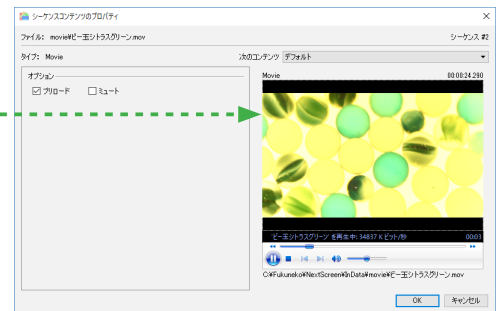 シーケンスコンテンツのプロパティ
ファイル: movie¥ビー玉シトラスグリーン.mov
シーケンス #2
タイプ: Movie
次のコンテンツ デフォルト
オプション
プリロード
ミュート
Movie
00:00:24.290
'ビー玉シトラスグリーン' を再生中: 34837 K ビット/秒
00:03
C:¥Fukuneko¥NextScreen¥InData¥movie¥ビー玉シトラスグリーン.mov
OK
キャンセル